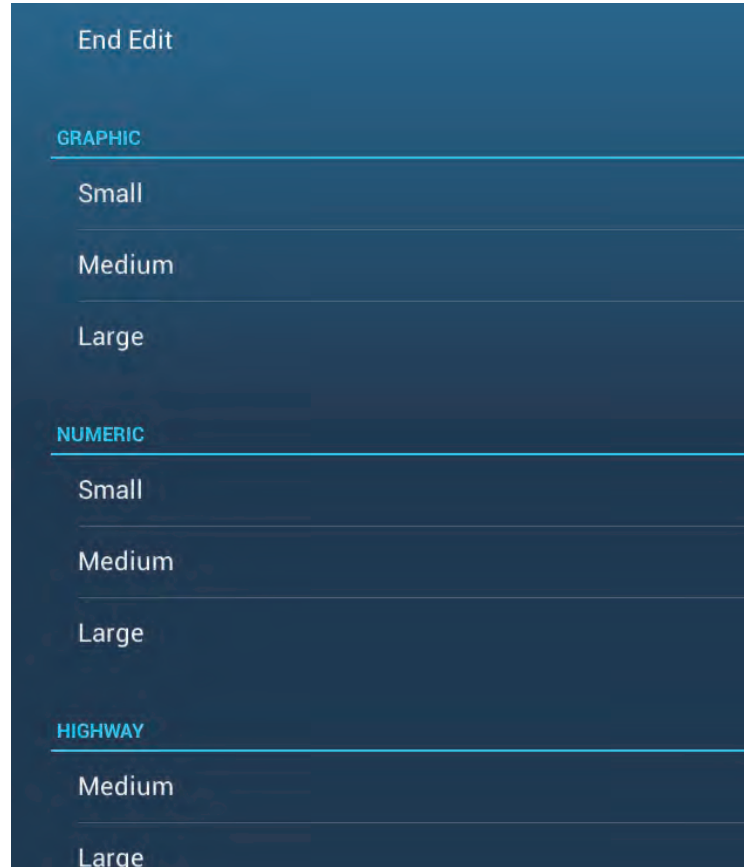 End Edit
GRAPHIC
Small
Medium
Large
NUMERIC
Small
Medium
Large
HIGHWAY
Medium
Large